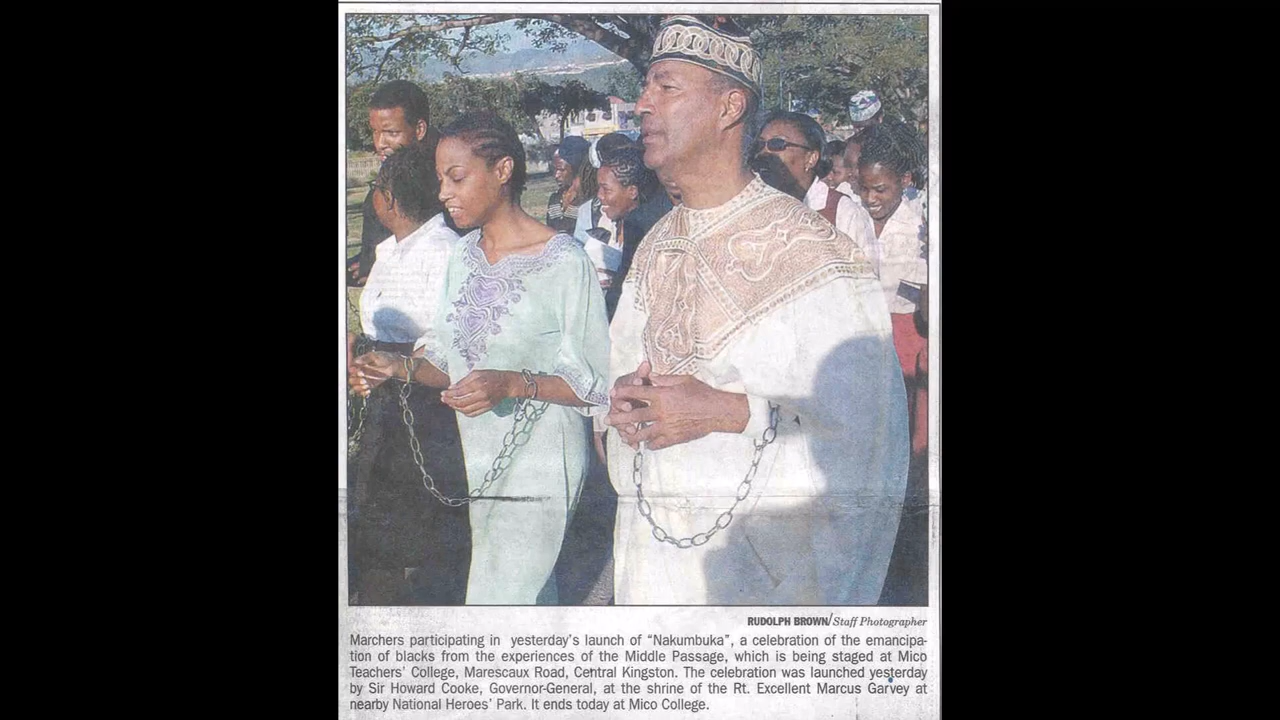 RUDOLPH BROWN/Staff Photographer
Marchers participating in yesterday's launch of "Nakumbuka", a celebration of the emancipa-
tion of blacks from the experiences of the Middle Passage, which is being staged at Mico
Teachers' College, Marescaux Road, Central Kingston. The celebration was launched yesterday
by Sir Howard Cooke, Governor-General, at the shrine of the Rt. Excellent Marcus Garvey at
nearby National Heroes' Park. It ends today at Mico College.